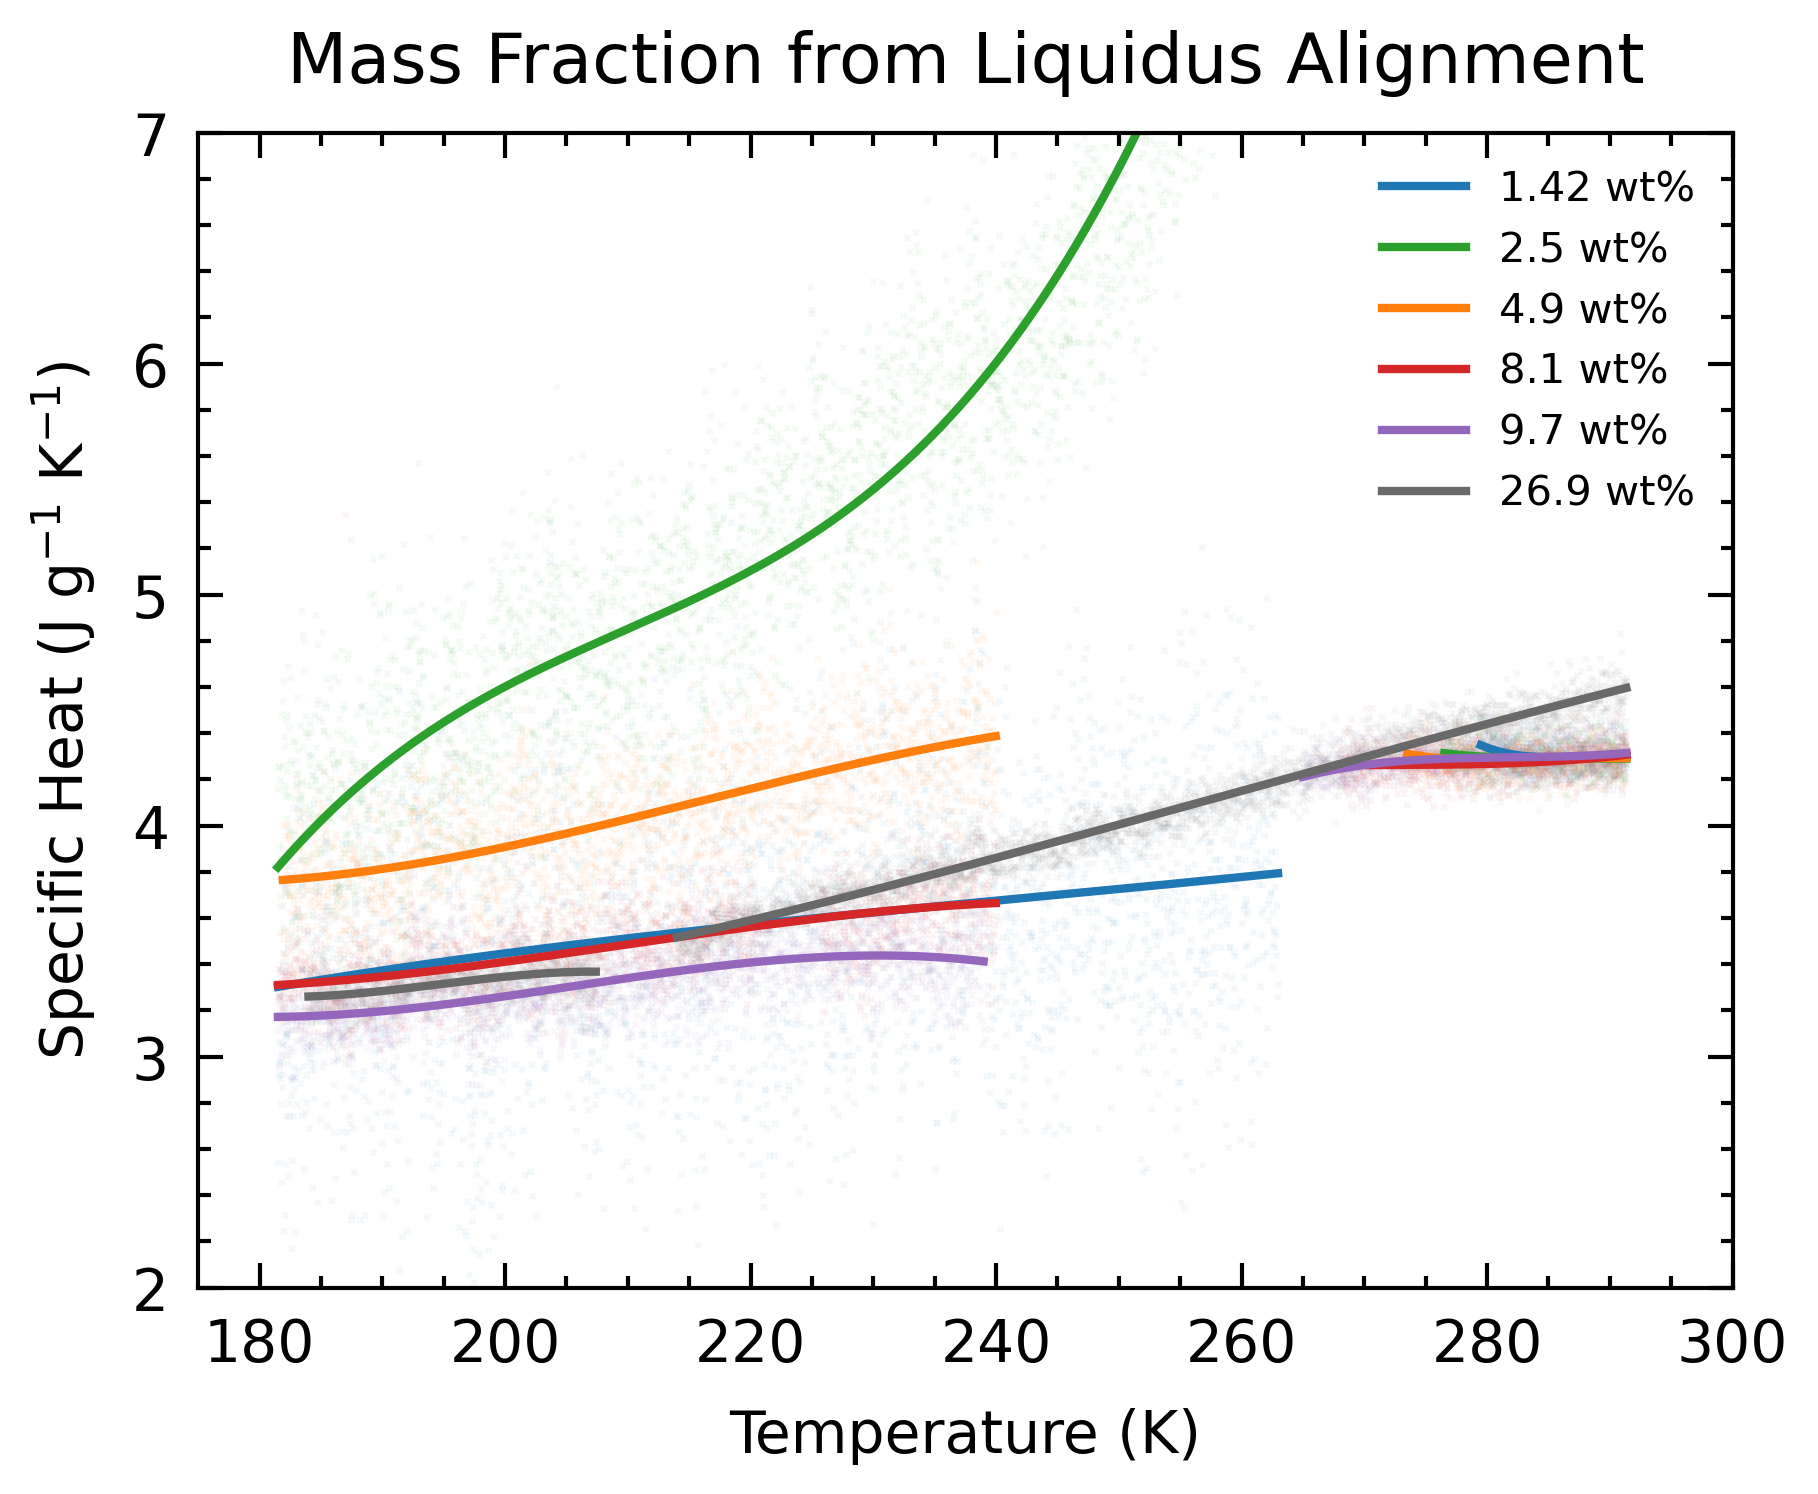 Mass Fraction from Liquidus Alignment
7
6
5
4
3
2
Specific Heat (J g⁻¹ K⁻¹)
1.42 wt%
2.5 wt%
4.9 wt%
8.1 wt%
9.7 wt%
26.9 wt%
180 200 220 240 260 280 300
Temperature (K)